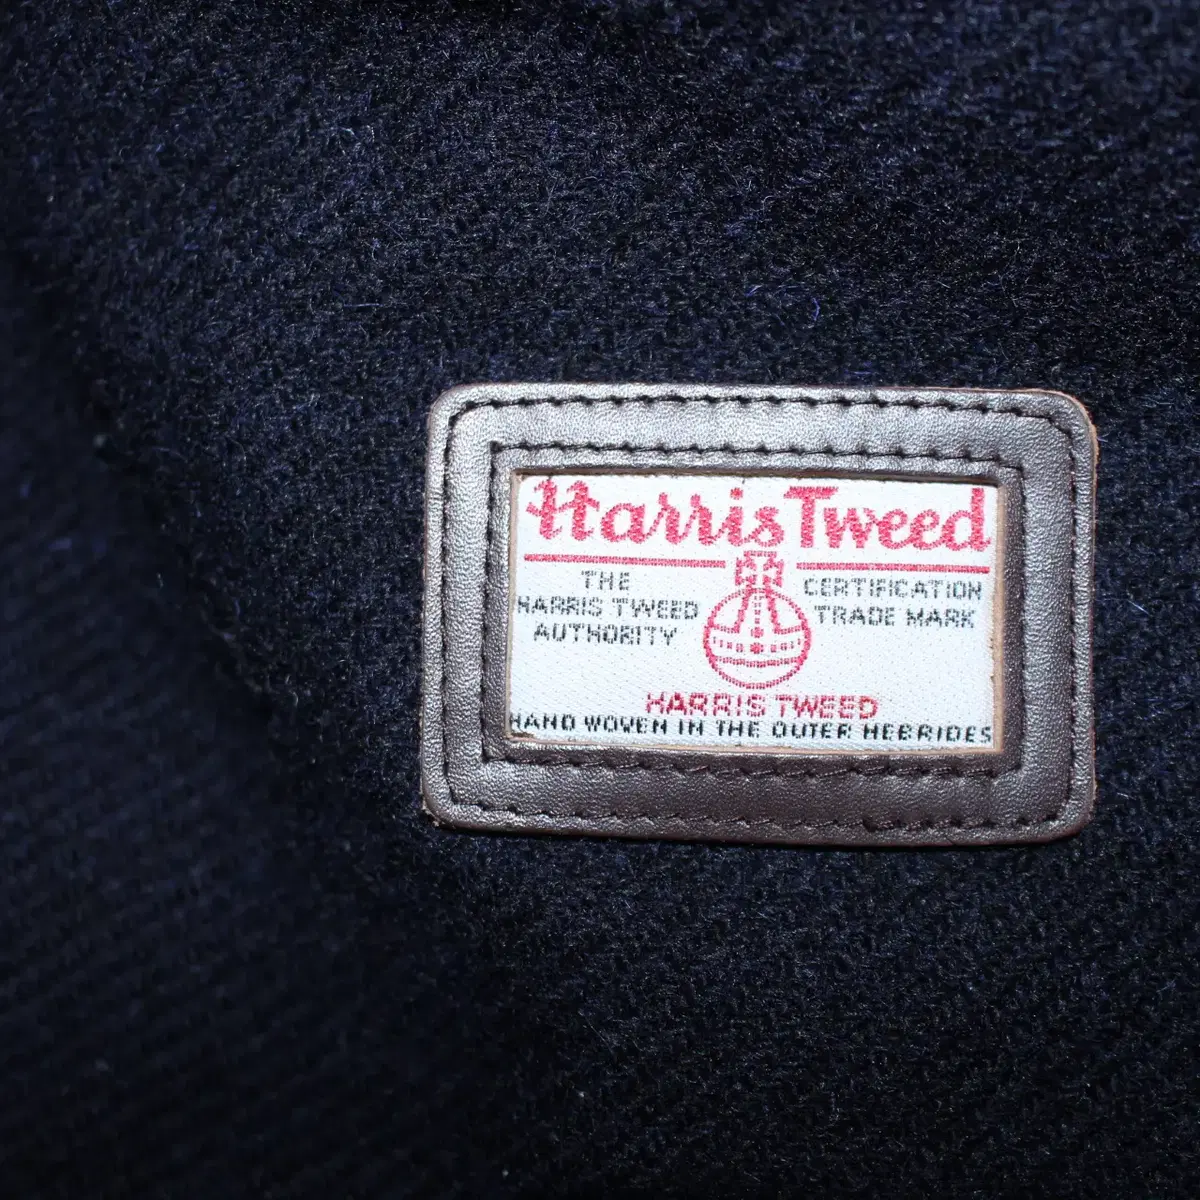 Harris Tweed
THE
HARRIS TWEED
AUTHORITY
CERTIFICATION
TRADE MARK
HARRIS TWEED
HAND WOVEN IN THE OUTER HEBRIDES